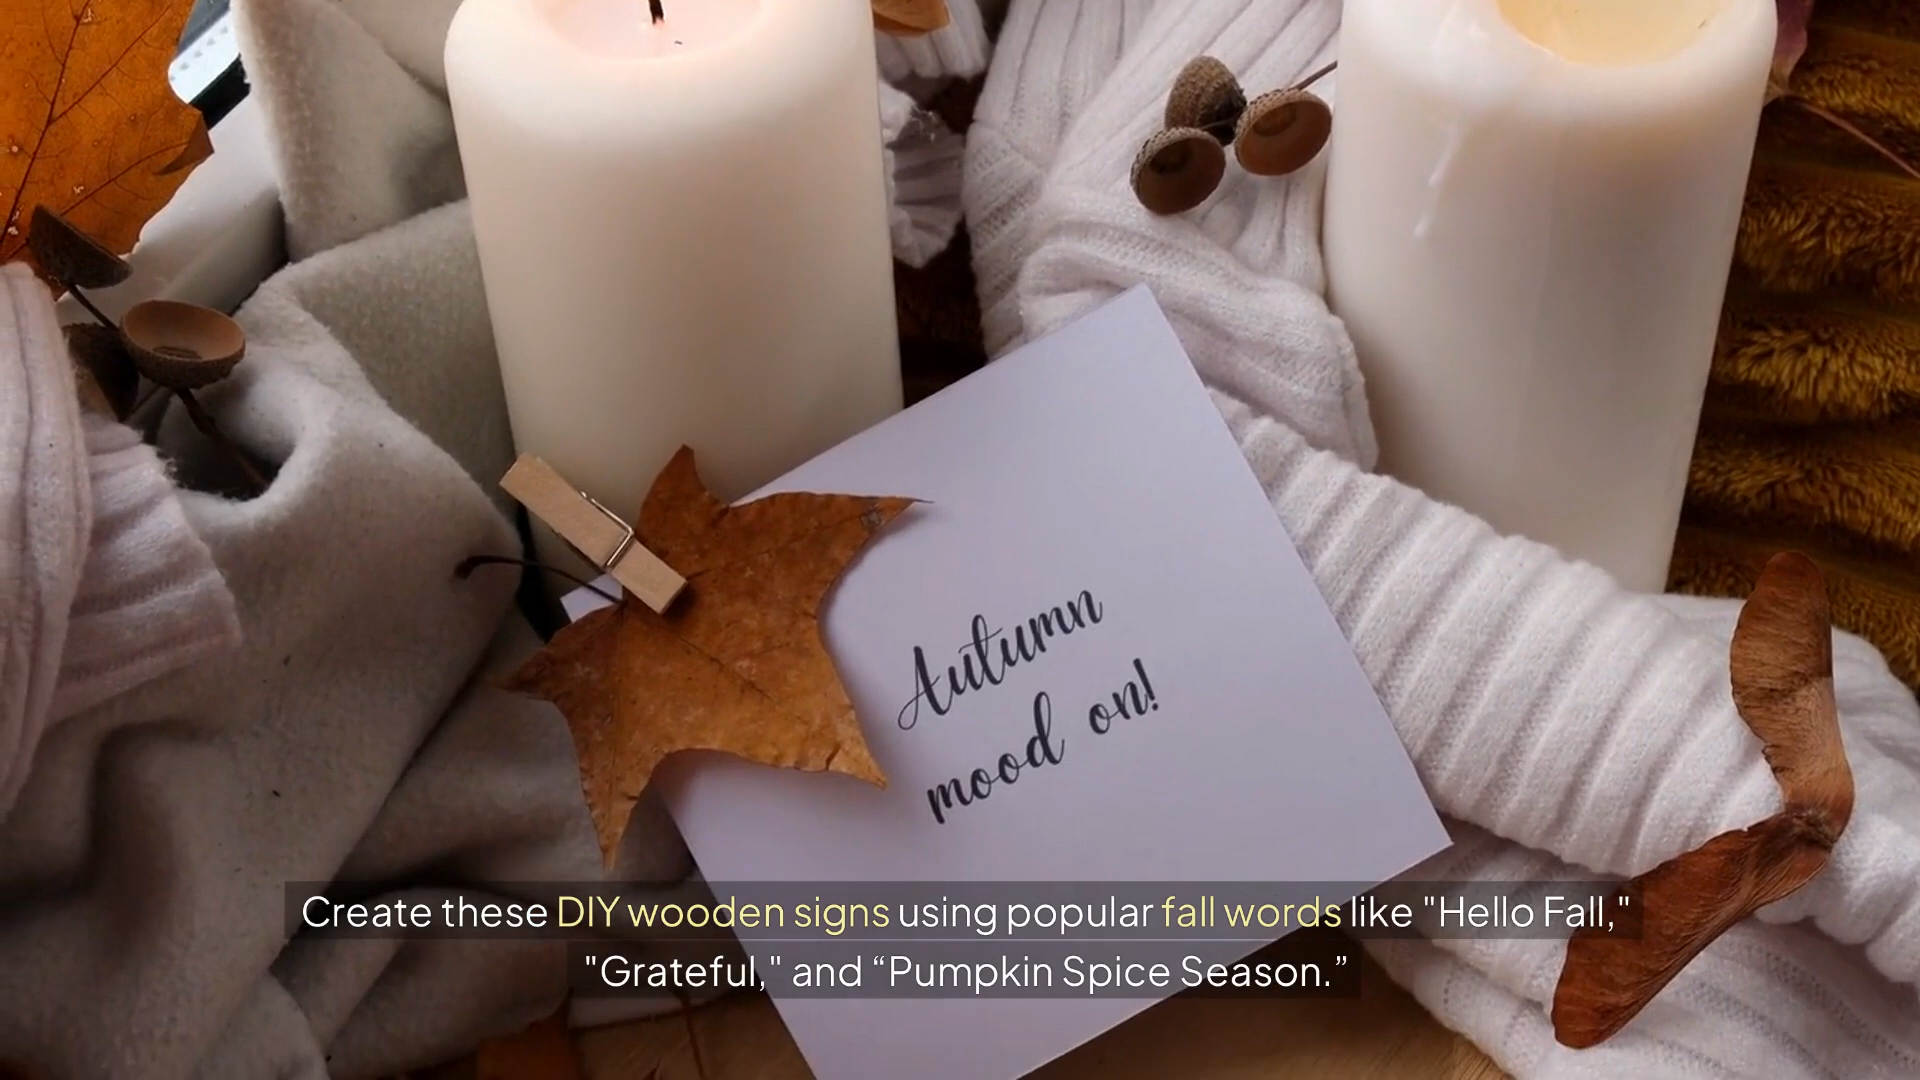 Autumn
mood on!
Create these DIY wooden signs using popular fall words like "Hello Fall,"
"Grateful," and “Pumpkin Spice Season.”